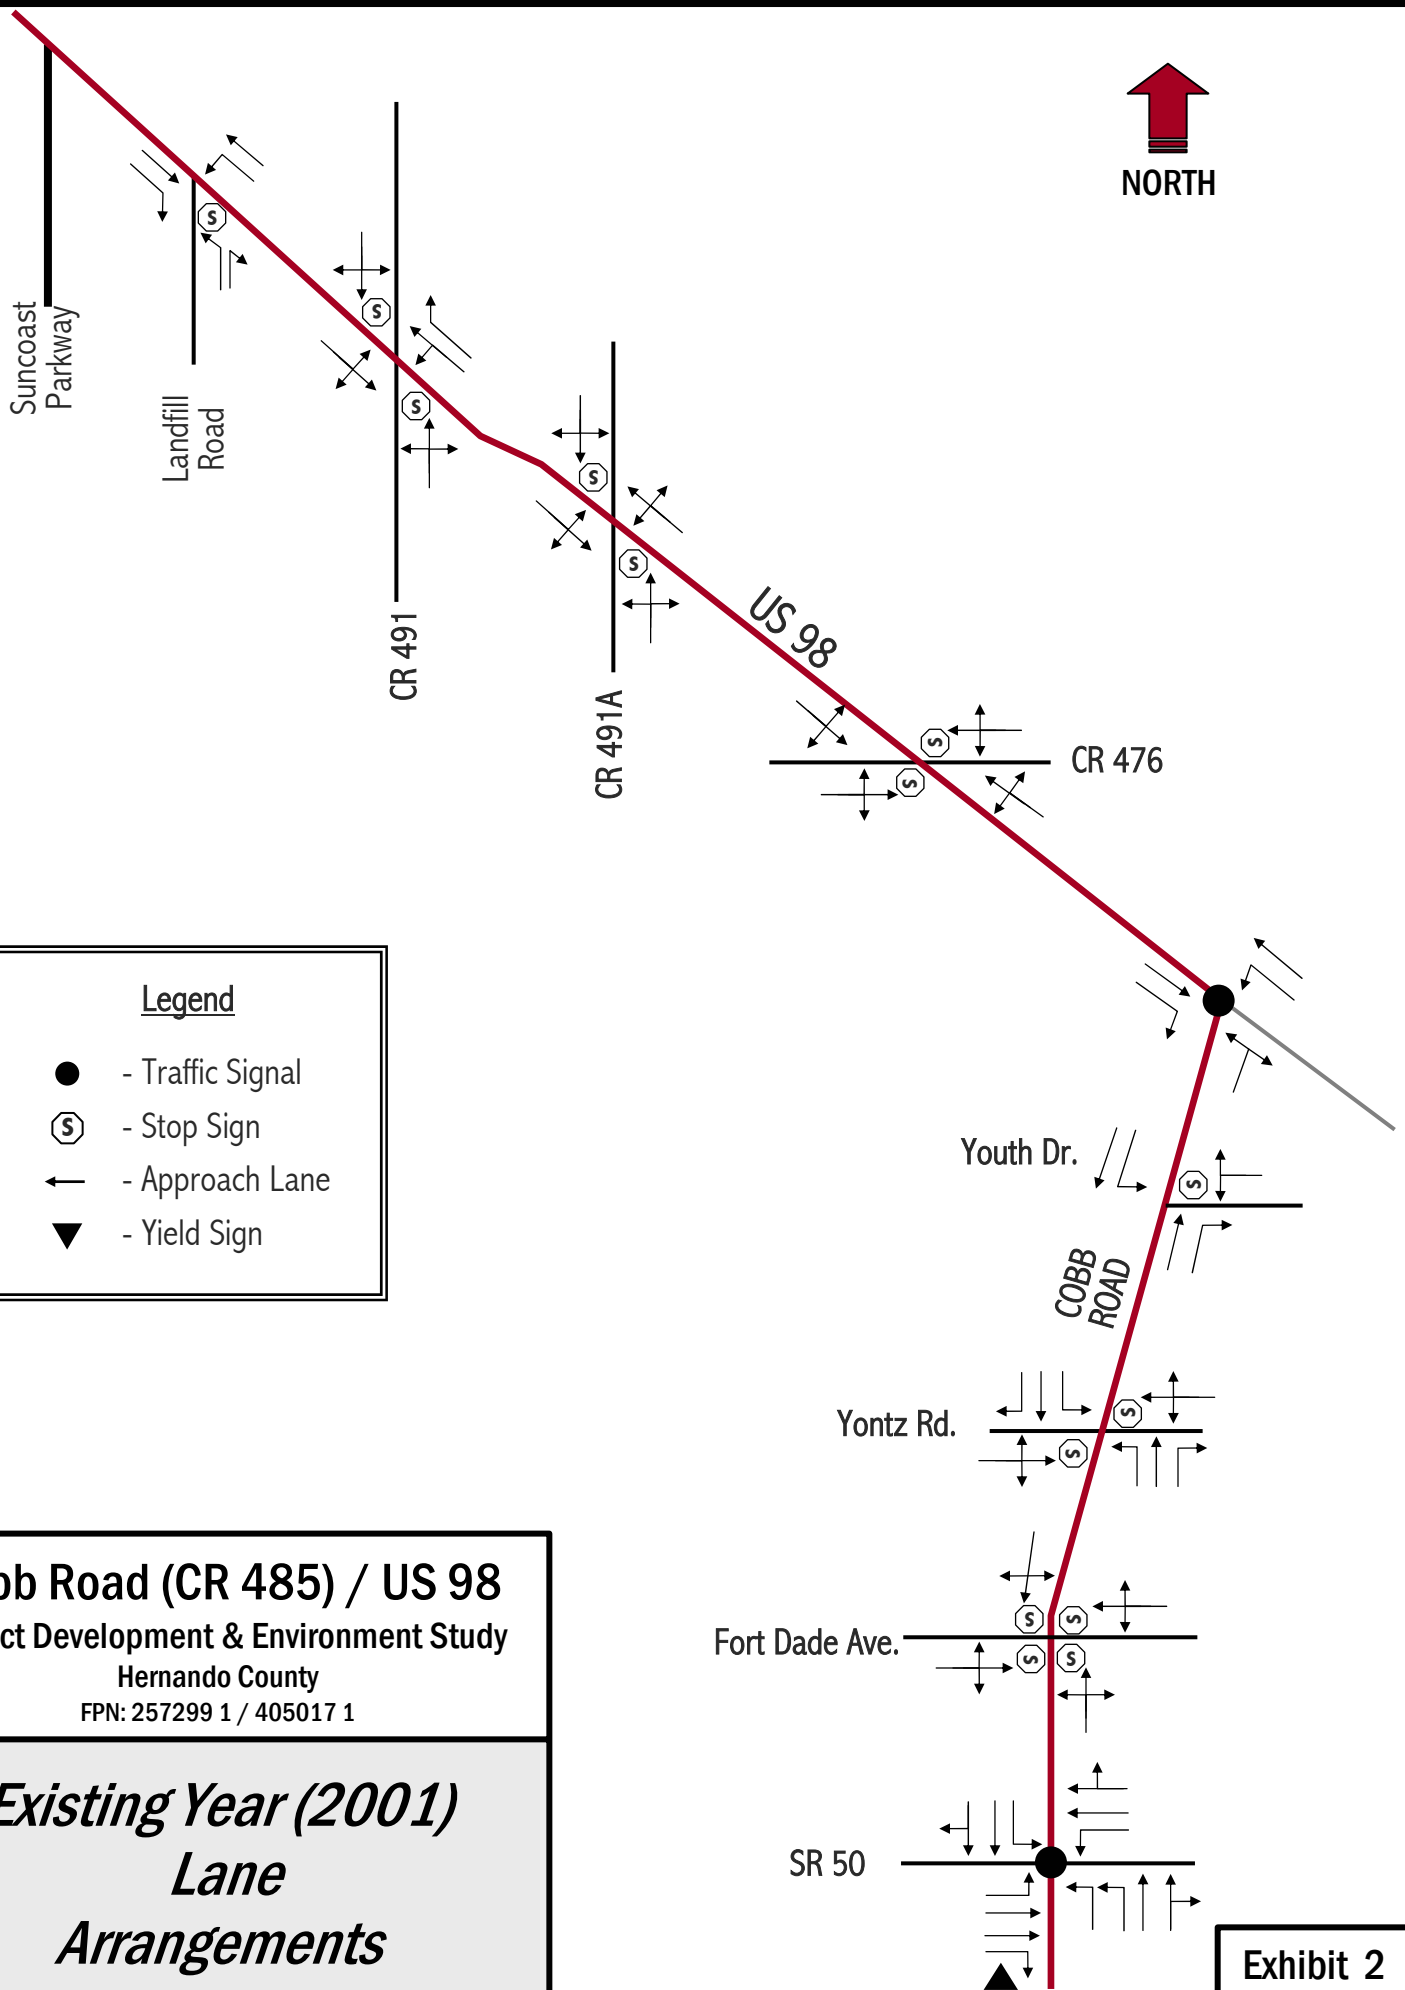 NORTH
Suncoast
Parkway
Landfill
Road
S
S
S
S
S
CR 491
CR 491A
US 98
S
S
CR 476
Legend
- Traffic Signal
S - Stop Sign
- Approach Lane
- Yield Sign
Youth Dr.
S
COBB
ROAD
Yontz Rd.
S
S
Fort Dade Ave.
S
S
S
S
SR 50
bb Road (CR 485) / US 98
ct Development & Environment Study
Hernando County
FPN: 257299 1 / 405017 1
Existing Year (2001)
Lane
Arrangements
Exhibit 2